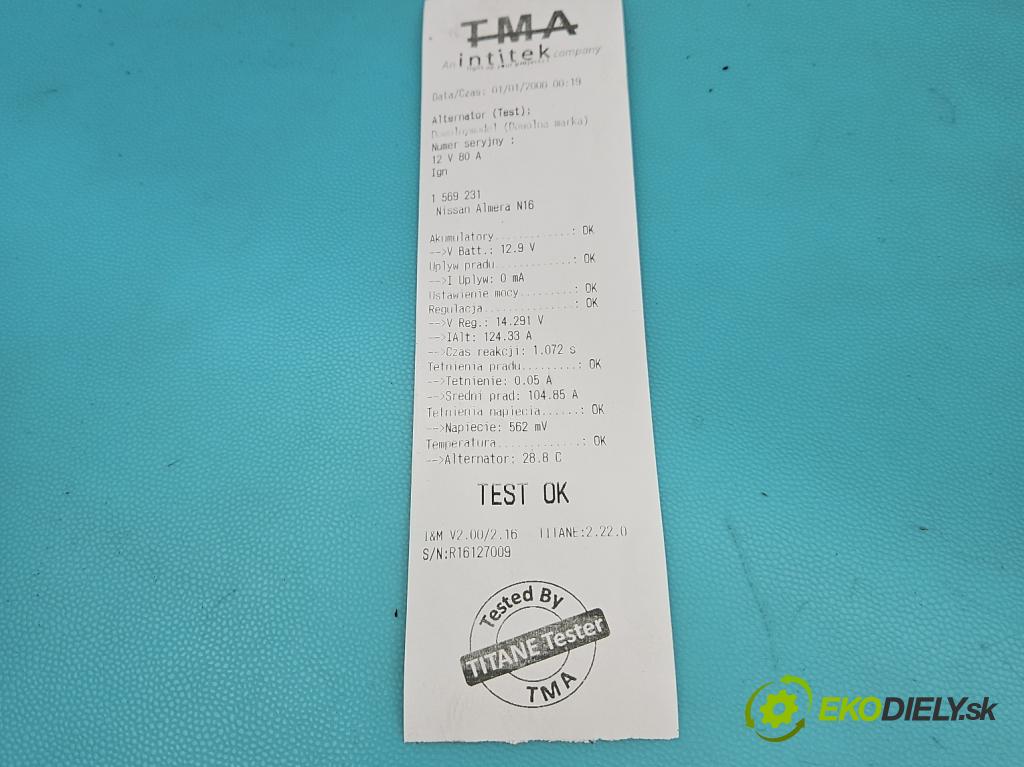 TMA
An intitek company
Data/Czas: 01/01/2000 00:19
Alternator (Test):
Dowolnymodel (Dowolna marka)
Numer seryjny :
12 V 80 A
Ign
1 569 231
Nissan Almera N16
Akumulatory...........: OK
-->V Batt.: 12.9 V
Uplyw pradu...........: OK
-->I Uplyw: 0 mA
Ustawienie mocy........: OK
Regulacja.............: OK
-->V Reg.: 14.291 V
-->IAlt: 124.33 A
-->Czas reakcji: 1.072 s
Tetnienia pradu.........: OK
-->Tetnienie: 0.05 A
-->Sredni prad: 104.85 A
Tetnienia napiecia......: OK
-->Napiecie: 562 mV
Temperatura............: OK
-->Alternator: 28.8 C
TEST OK
I&M V2.00/2.16 TITANE:2.22.0
S/N:R16127009
Tested By
TITANE Tester
TMA
EKODIELY.sk